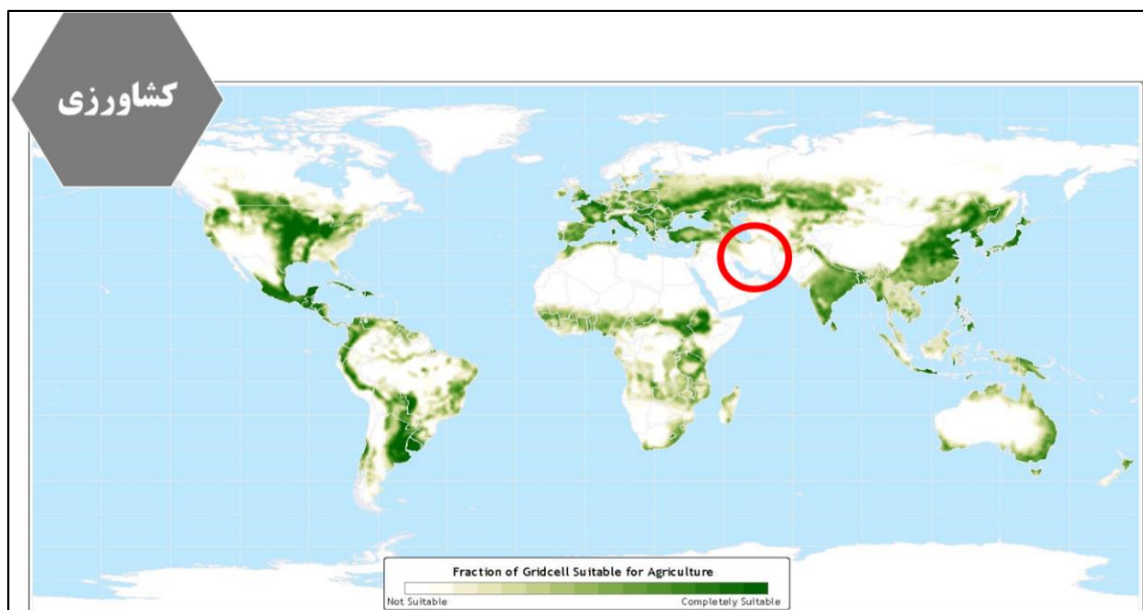 کشاورزی
Fraction of Gridcell Suitable for Agriculture
Not Suitable
Completely Suitable